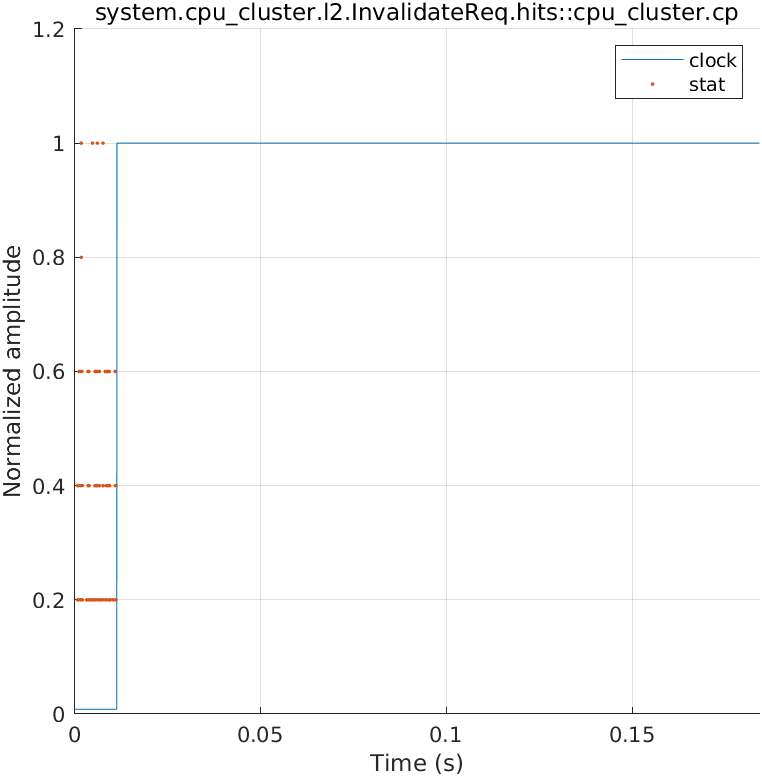 system.cpu_cluster.l2.InvalidateReq.hits::cpu_cluster.cp
1.2
1
0.8
0.6
0.4
0.2
0
0
0.05
0.1
0.15
Normalized amplitude
Time (s)
clock
stat